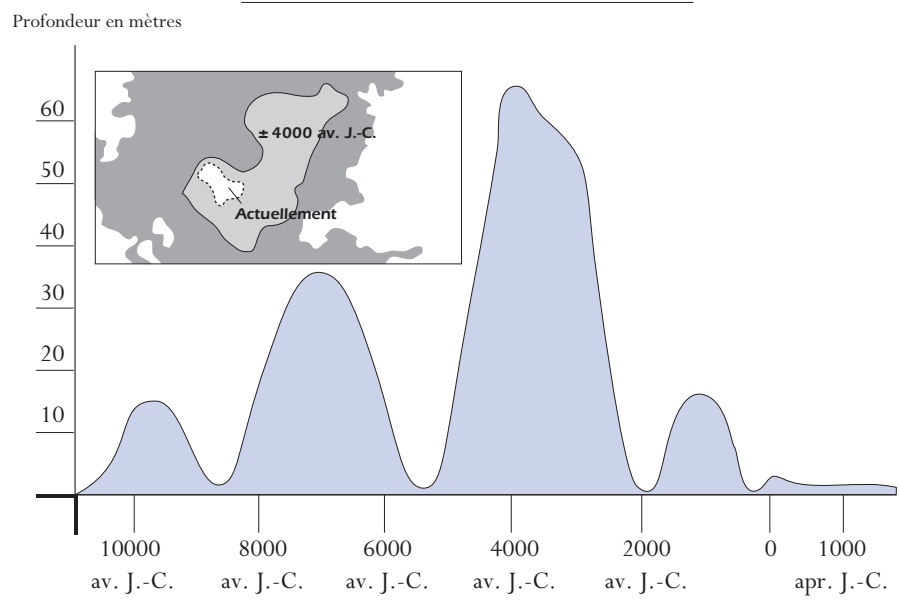 Profondeur en mètres
60
50
40
30
20
10
± 4000 av. J.-C.
Actuellement
10000 8000 6000 4000 2000 0 1000
av. J.-C. av. J.-C. av. J.-C. av. J.-C. av. J.-C. apr. J.-C.